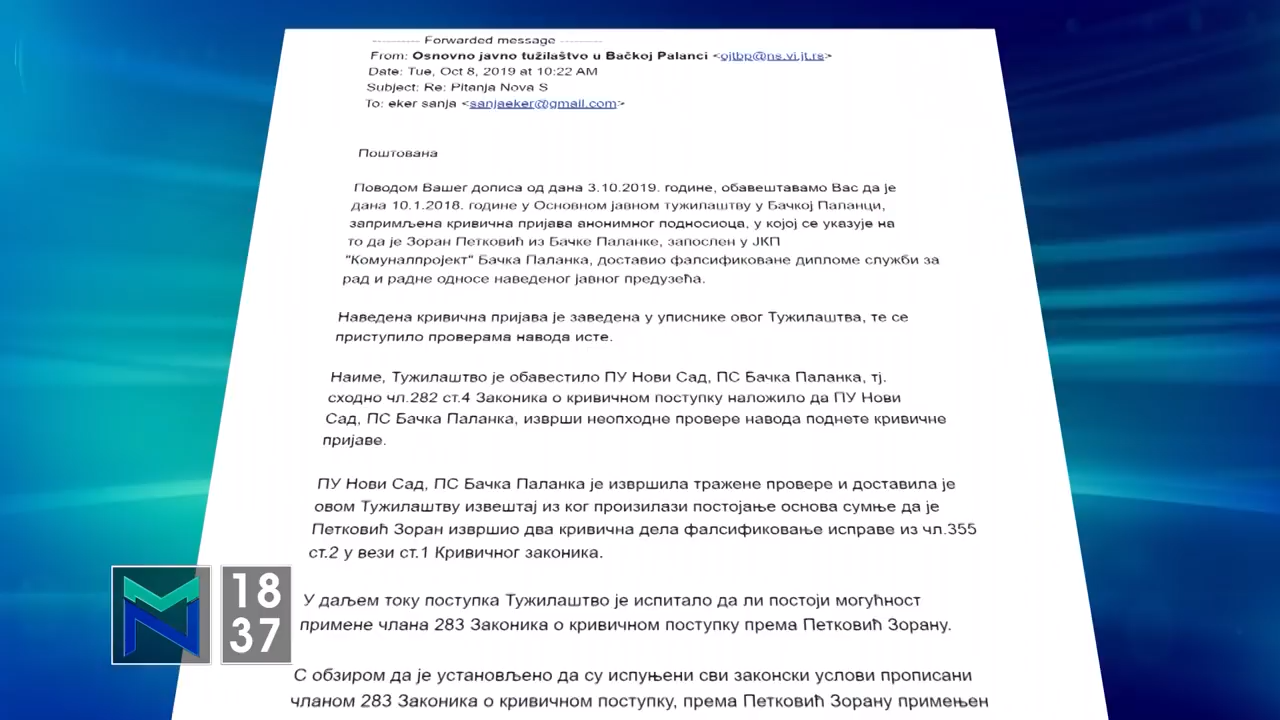 ---------- Forwarded message ---------
From: Osnovno javno tužilaštvo u Bačkoj Palanci <ojtbp@ns.vj.jt.rs>
Date: Tue, Oct 8, 2019 at 10:22 AM
Subject: Re: Pitanja Nova S
To: eker sanja <sanjaeker@gmail.com>
Поштована
Поводом Вашег дописа од дана 3.10.2019. године, обавештавамо Вас да је
дана 10.1.2018. године у Основном јавном тужилаштву у Бачкој Паланци,
запримљена кривична пријава анонимног подносиоца, у којој се указује на
то да је Зоран Петковић из Бачке Паланке, запослен у ЈКП
"Комуналпројект" Бачка Паланка, доставио фалсификоване дипломе служби за
рад и радне односе наведеног јавног предузећа.
Наведена кривична пријава је заведена у уписнике овог Тужилаштва, те се
приступило проверама навода исте.
Наиме, Тужилаштво је обавестило ПУ Нови Сад, ПС Бачка Паланка, тј.
сходно чл.282 ст.4 Законика о кривичном поступку наложило да ПУ Нови
Сад, ПС Бачка Паланка, изврши неопходне провере навода поднете кривичне
пријаве.
ПУ Нови Сад, ПС Бачка Паланка је извршила тражене провере и доставила је
овом Тужилаштву извештај из ког произилази постојање основа сумње да је
Петковић Зоран извршио два кривична дела фалсификовање исправе из чл.355
ст.2 у вези ст.1 Кривичног законика.
У даљем току поступка Тужилаштво је испитало да ли постоји могућност
примене члана 283 Законика о кривичном поступку према Петковић Зорану.
С обзиром да је установљено да су испуњени сви законски услови прописани
чланом 283 Законика о кривичном поступку, према Петковић Зорану примењен
18
37